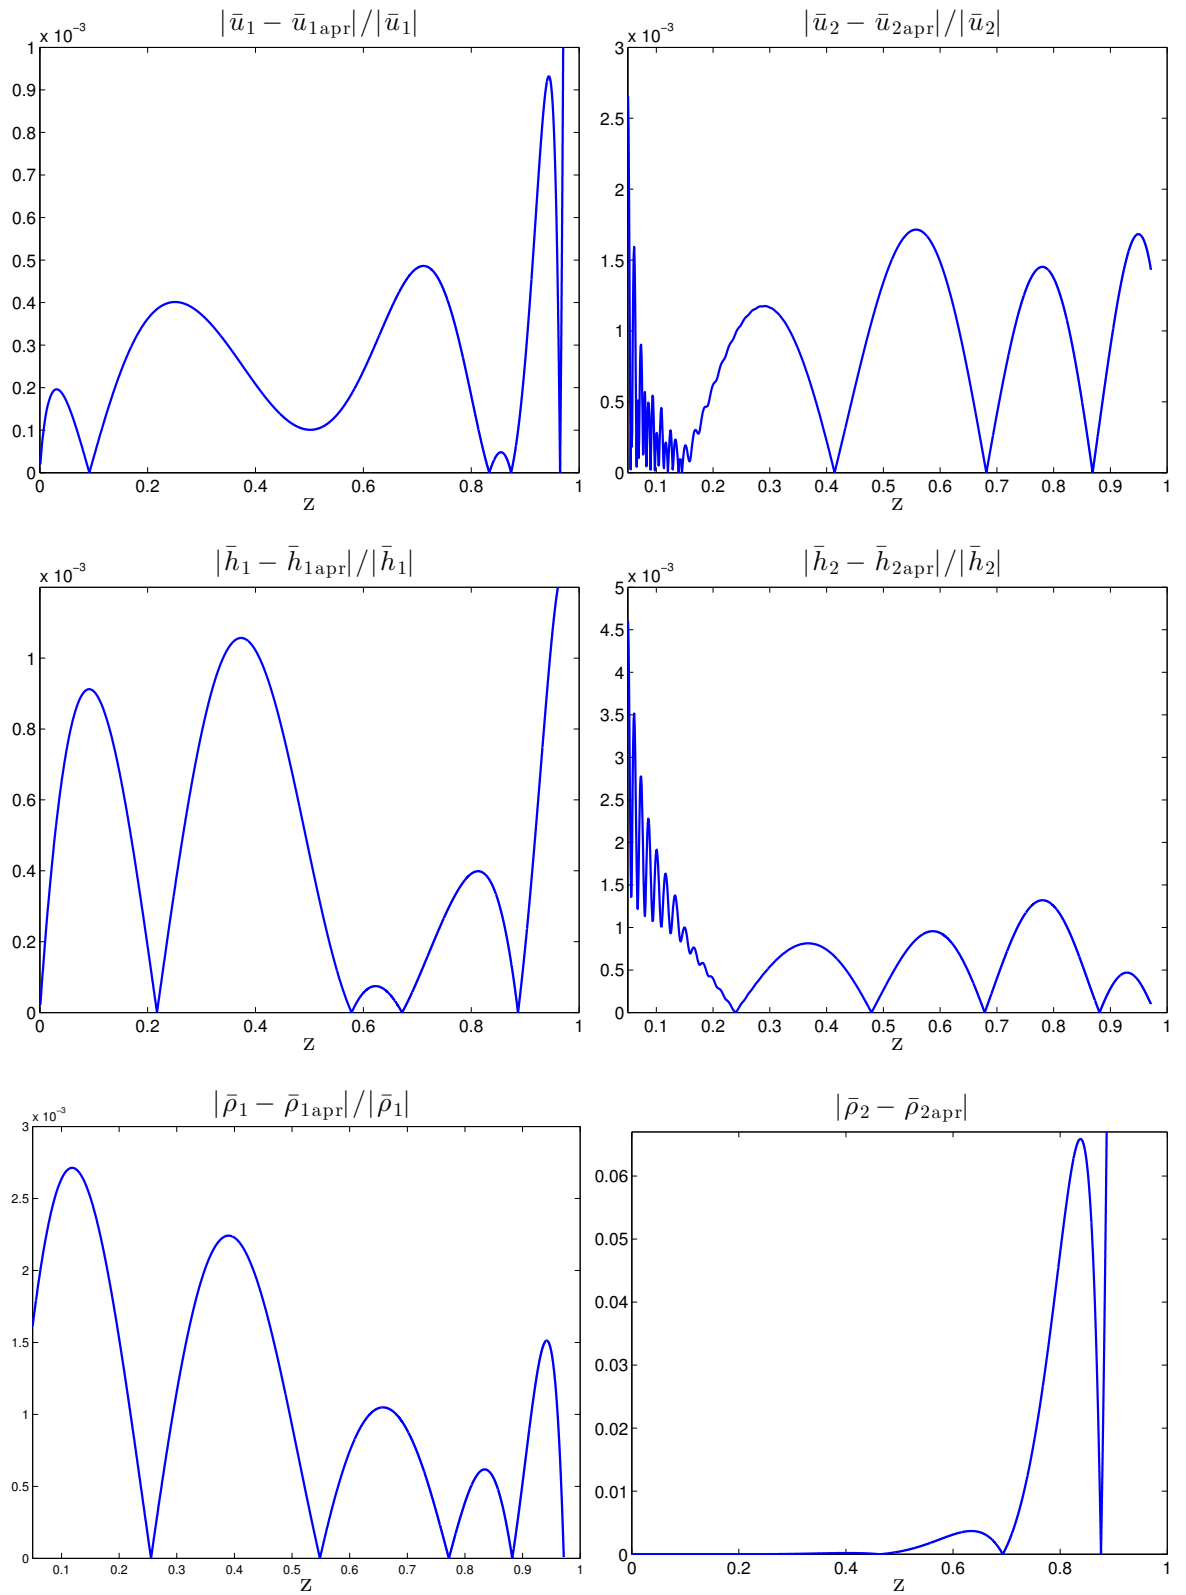 |ū₁ − ū₁apr|/|ū₁|
x 10⁻³
1
0.9
0.8
0.7
0.6
0.5
0.4
0.3
0.2
0.1
0
0 0.2 0.4 0.6 0.8 1
z
|ū₂ − ū₂apr|/|ū₂|
x 10⁻³
3
2.5
2
1.5
1
0.5
0
0.1 0.2 0.3 0.4 0.5 0.6 0.7 0.8 0.9 1
z
|h̄₁ − h̄₁apr|/|h̄₁|
x 10⁻³
1
0.8
0.6
0.4
0.2
0
0 0.2 0.4 0.6 0.8 1
z
|h̄₂ − h̄₂apr|/|h̄₂|
x 10⁻³
5
4.5
4
3.5
3
2.5
2
1.5
1
0.5
0
0.1 0.2 0.3 0.4 0.5 0.6 0.7 0.8 0.9 1
z
|ρ̄₁ − ρ̄₁apr|/|ρ̄₁|
x 10⁻³
3
2.5
2
1.5
1
0.5
0
0.1 0.2 0.3 0.4 0.5 0.6 0.7 0.8 0.9 1
z
|ρ̄₂ − ρ̄₂apr|
0.06
0.05
0.04
0.03
0.02
0.01
0
0 0.2 0.4 0.6 0.8 1
z